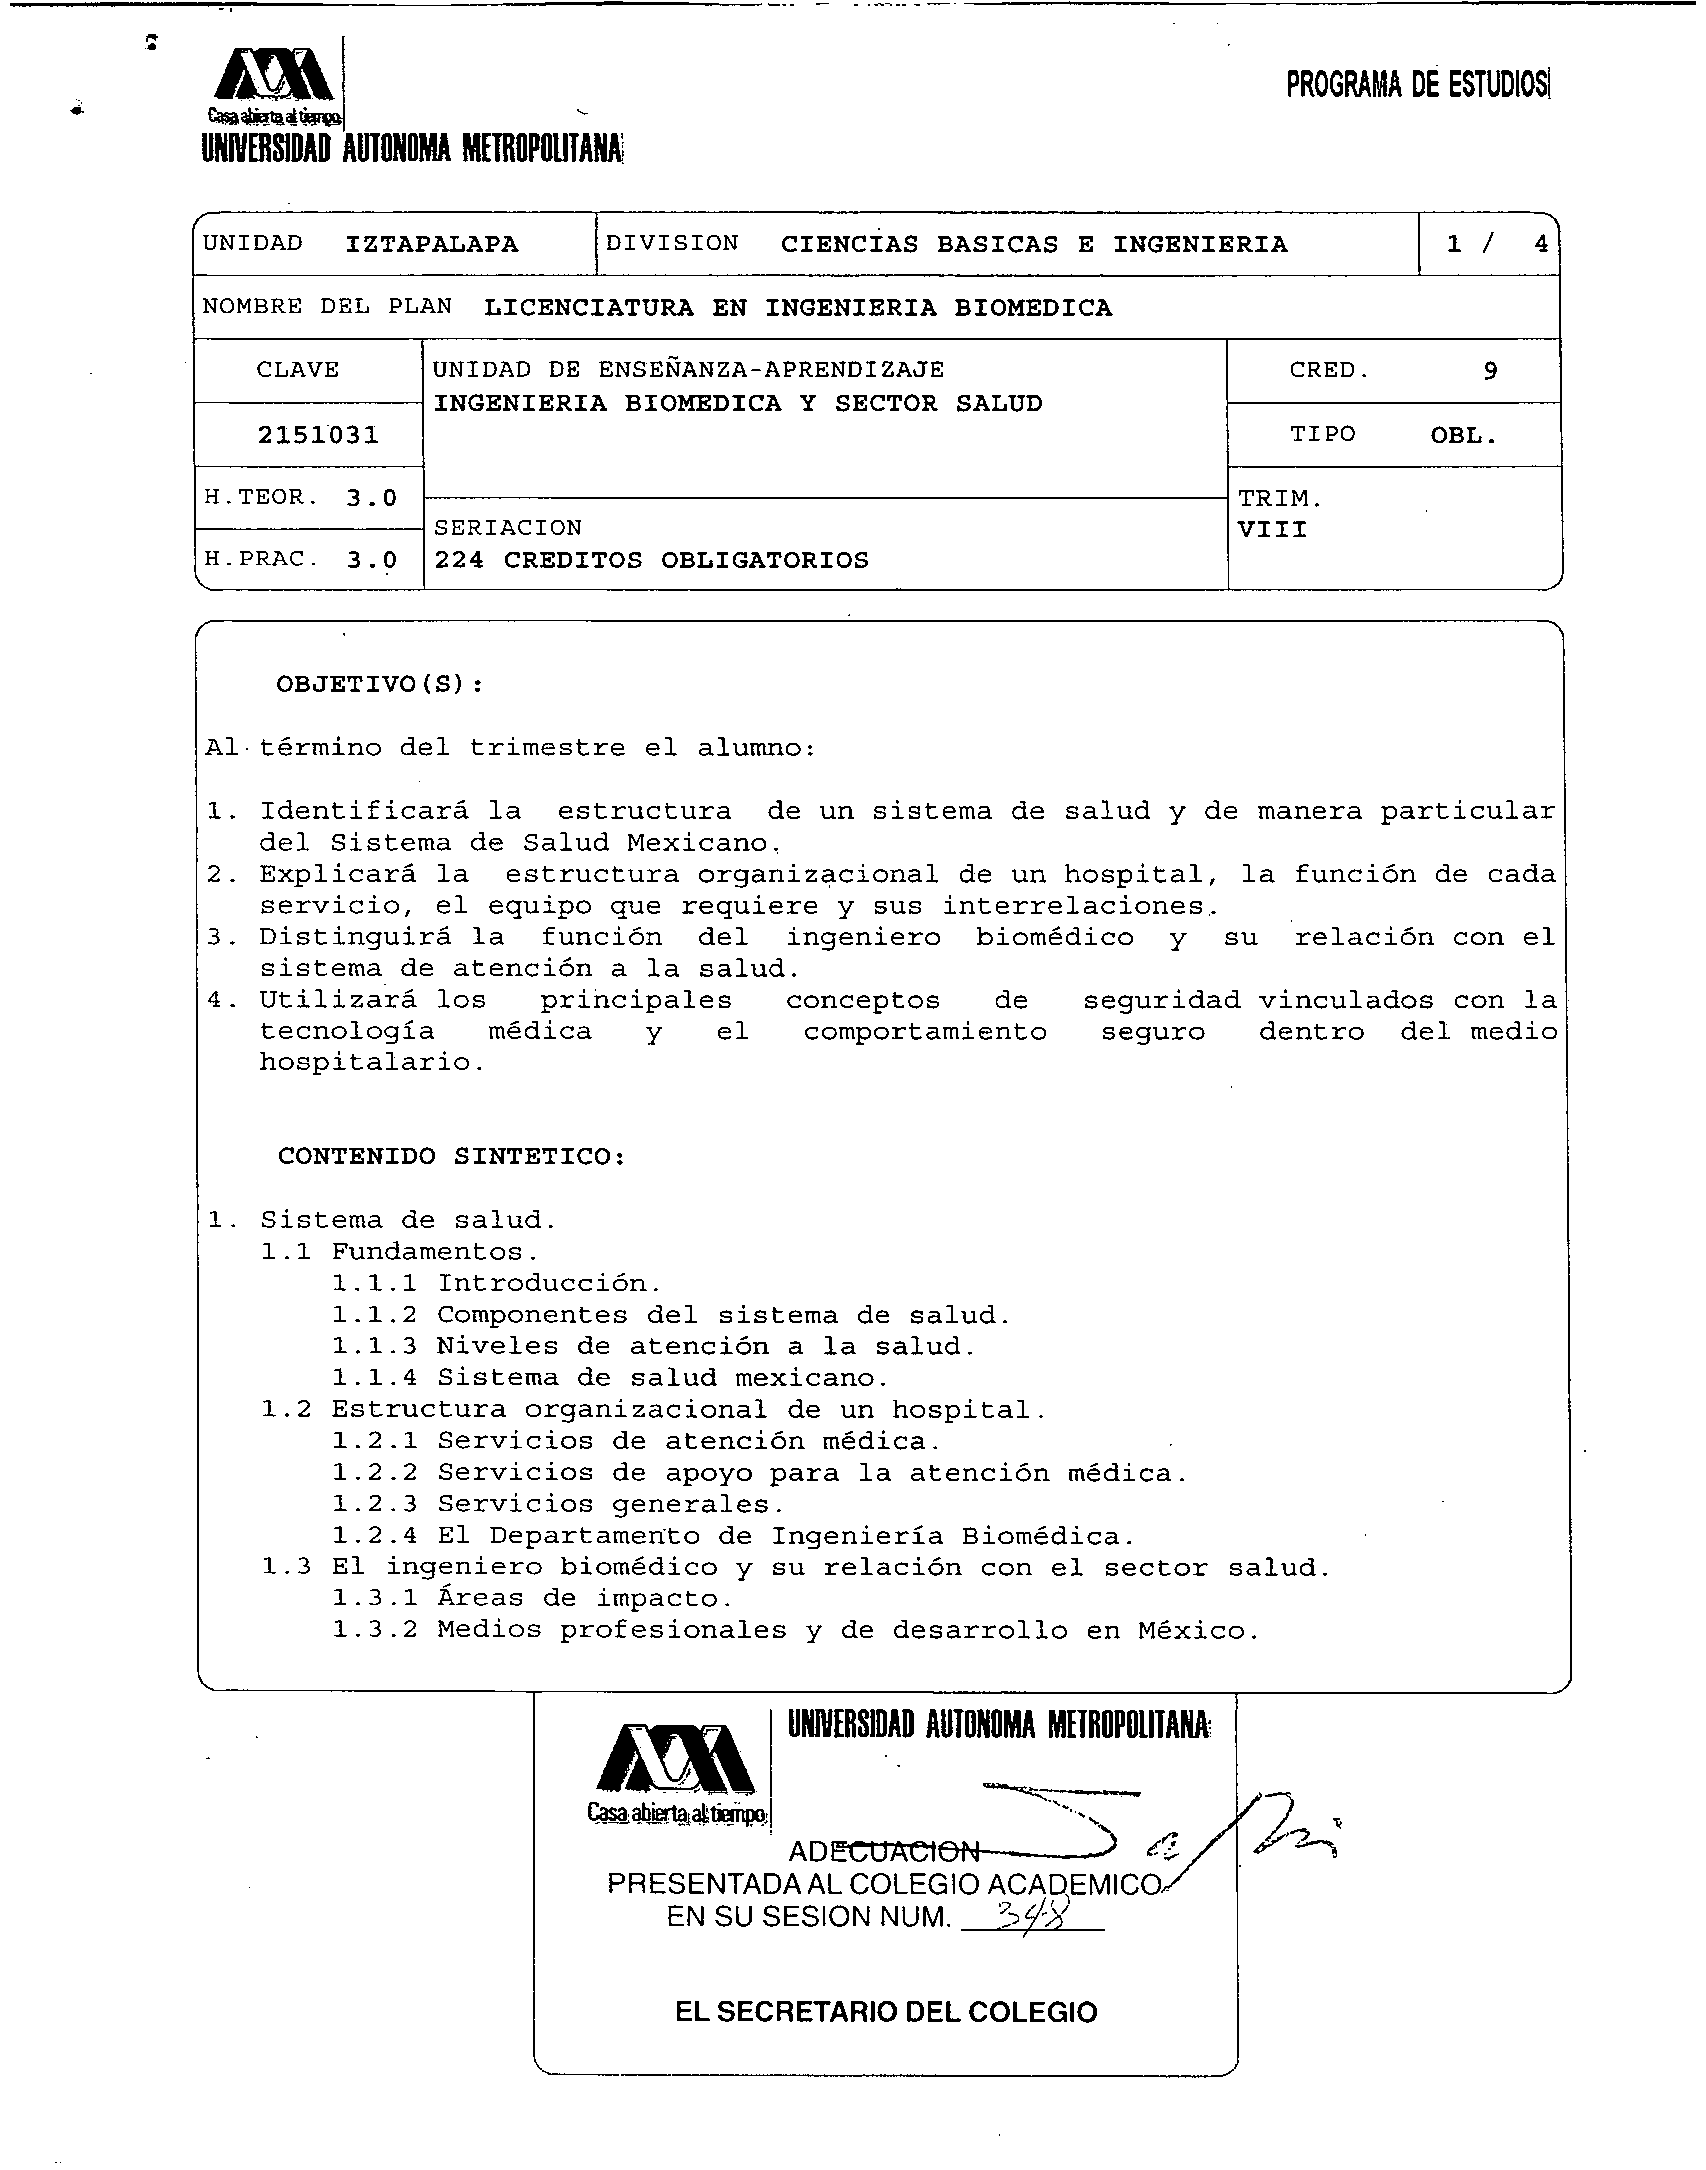 PROGRAMA DE ESTUDIOS
Casa abierta al tiempo
UNIVERSIDAD AUTONOMA METROPOLITANA
UNIDAD IZTAPALAPA DIVISION CIENCIAS BASICAS E INGENIERIA 1 / 4
NOMBRE DEL PLAN LICENCIATURA EN INGENIERIA BIOMEDICA
CLAVE UNIDAD DE ENSEÑANZA-APRENDIZAJE CRED. 9
INGENIERIA BIOMEDICA Y SECTOR SALUD
2151031 TIPO OBL.
H.TEOR. 3.0 TRIM.
SERIACION VIII
H.PRAC. 3.0 224 CREDITOS OBLIGATORIOS
OBJETIVO(S):
Al término del trimestre el alumno:
1. Identificará la estructura de un sistema de salud y de manera particular
del Sistema de Salud Mexicano.
2. Explicará la estructura organizacional de un hospital, la función de cada
servicio, el equipo que requiere y sus interrelaciones.
3. Distinguirá la función del ingeniero biomédico y su relación con el
sistema de atención a la salud.
4. Utilizará los principales conceptos de seguridad vinculados con la
tecnología médica y el comportamiento seguro dentro del medio
hospitalario.
CONTENIDO SINTETICO:
1. Sistema de salud.
1.1 Fundamentos.
1.1.1 Introducción.
1.1.2 Componentes del sistema de salud.
1.1.3 Niveles de atención a la salud.
1.1.4 Sistema de salud mexicano.
1.2 Estructura organizacional de un hospital.
1.2.1 Servicios de atención médica.
1.2.2 Servicios de apoyo para la atención médica.
1.2.3 Servicios generales.
1.2.4 El Departamento de Ingeniería Biomédica.
1.3 El ingeniero biomédico y su relación con el sector salud.
1.3.1 Áreas de impacto.
1.3.2 Medios profesionales y de desarrollo en México.
UNIVERSIDAD AUTONOMA METROPOLITANA
Casa abierta al tiempo
ADECUACION
PRESENTADA AL COLEGIO ACADEMICO
EN SU SESION NUM. 348
EL SECRETARIO DEL COLEGIO